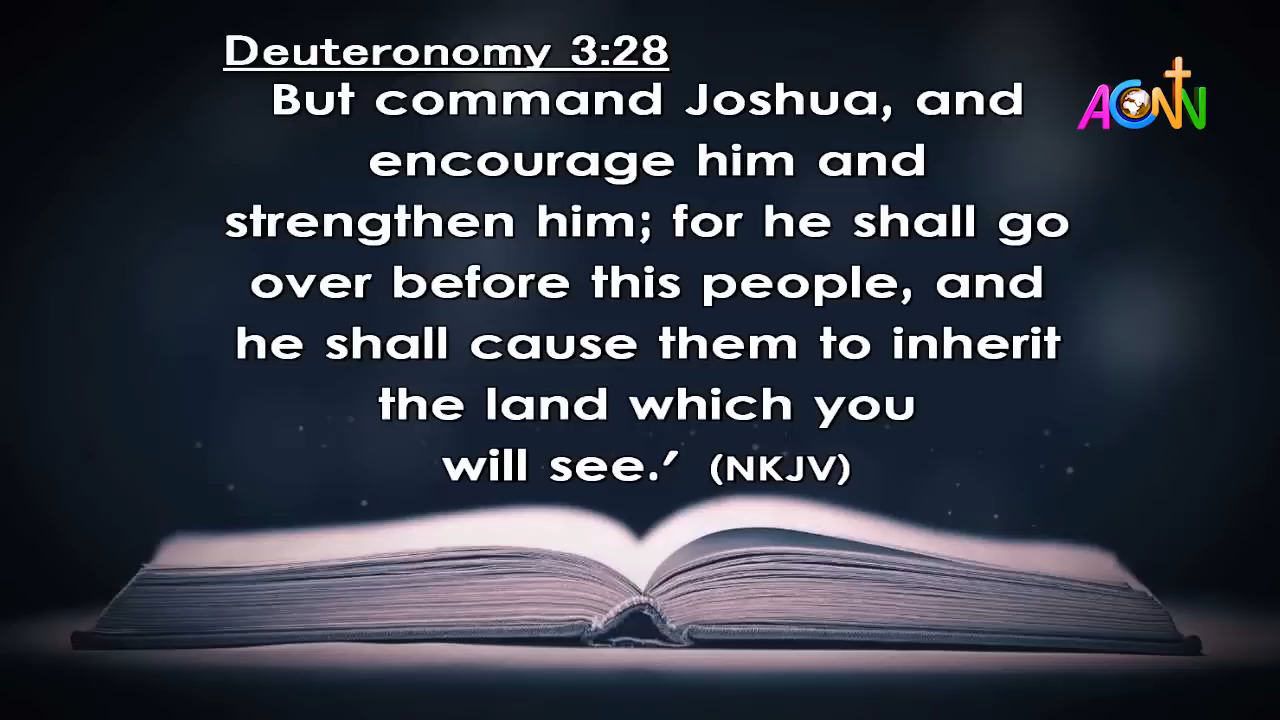 Deuteronomy 3:28
But command Joshua, and
encourage him and
strengthen him; for he shall go
over before this people, and
he shall cause them to inherit
the land which you
will see.’ (NKJV)
ACNN